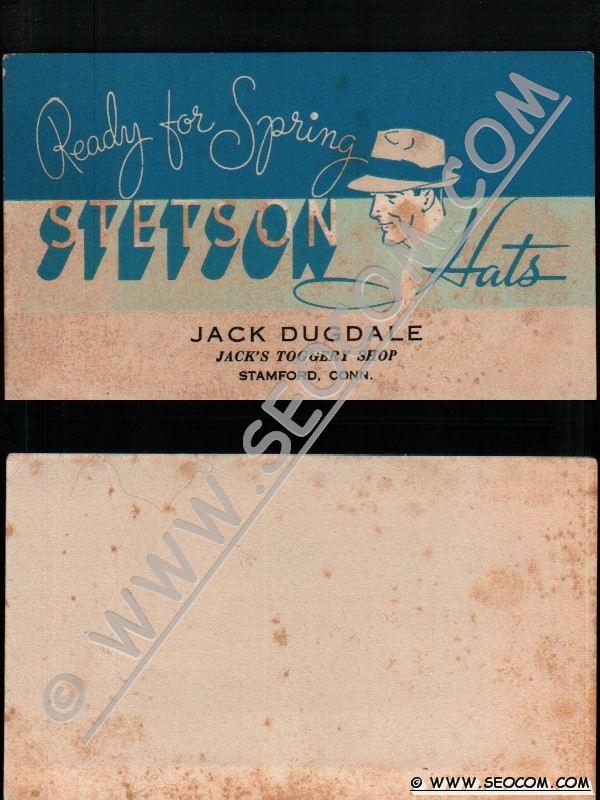 Ready for Spring
STETSON Hats
JACK DUGDALE
JACK'S TOGGERY SHOP
STAMFORD, CONN.
© WWW.SEOCOM.COM
© WWW.SEOCOM.COM